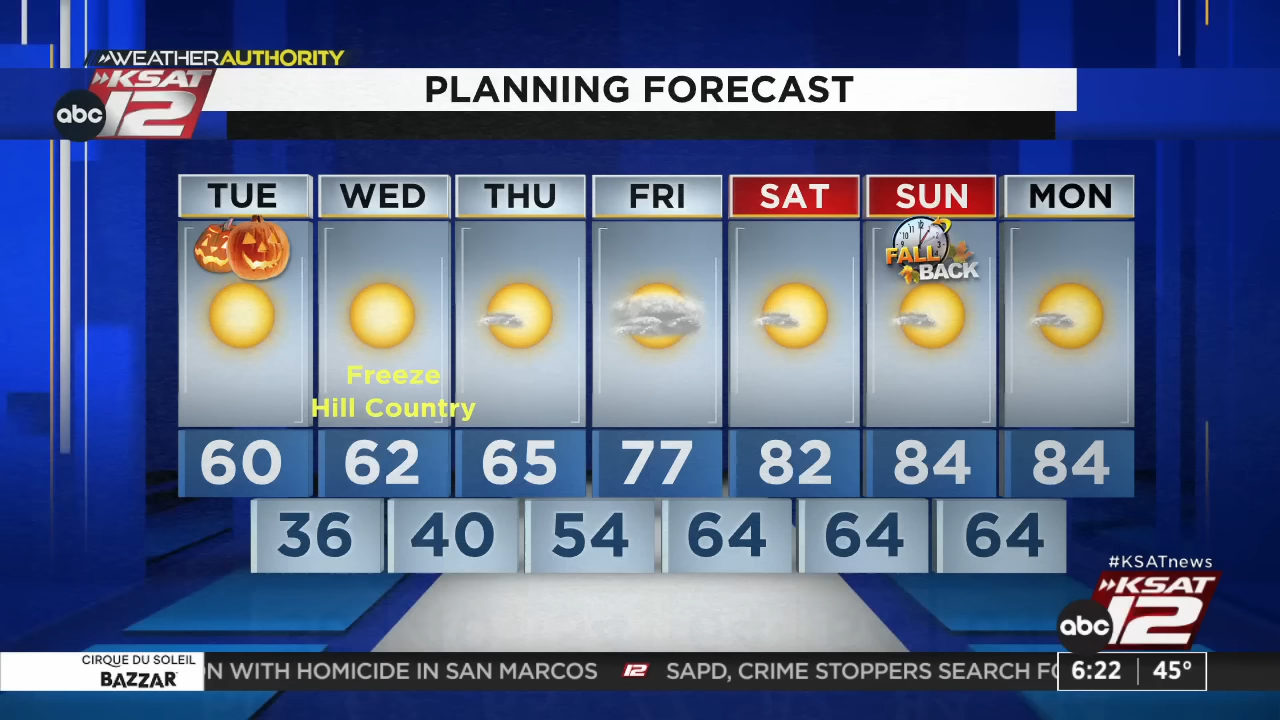 WEATHERAUTHORITY
KSAT
abc 12
PLANNING FORECAST
TUE WED THU FRI SAT SUN MON
FALL
BACK
Freeze
Hill Country
60 62 65 77 82 84 84
36 40 54 64 64 64
#KSATnews
KSAT
abc 12
CIRQUE DU SOLEIL
BAZZAR
ON WITH HOMICIDE IN SAN MARCOS 12 SAPD, CRIME STOPPERS SEARCH FO
6:22 45°